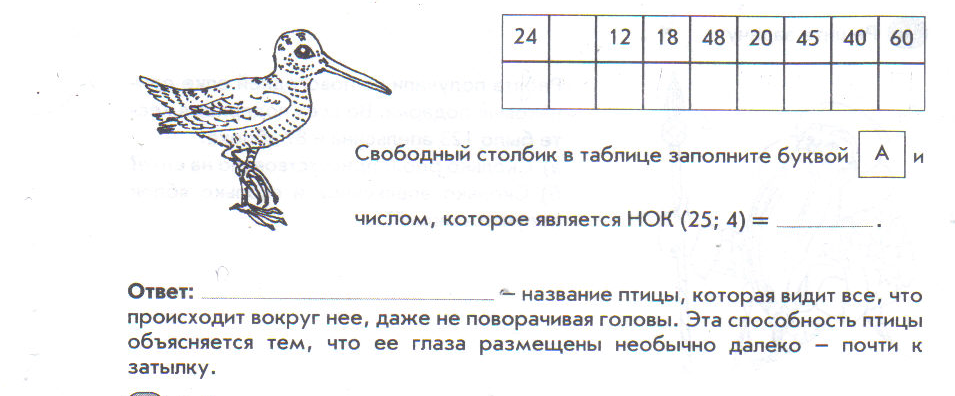 24 12 18 48 20 45 40 60
Свободный столбик в таблице заполните буквой А и
числом, которое является НОК (25; 4) = ________ .
Ответ: ________ – название птицы, которая видит все, что
происходит вокруг нее, даже не поворачивая головы. Эта способность птицы
объясняется тем, что ее глаза размещены необычно далеко – почти к
затылку.